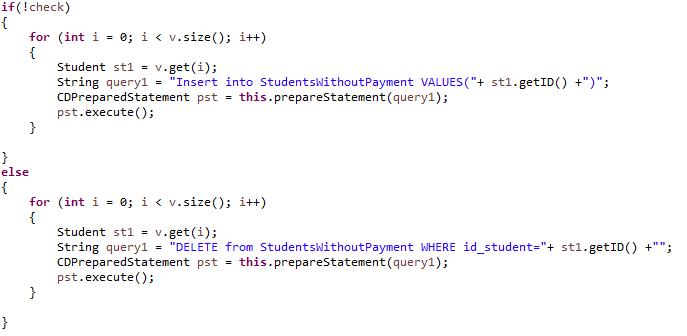 if(!check)
{
    for (int i = 0; i < v.size(); i++)
    {
        Student st1 = v.get(i);
        String query1 = "Insert into StudentsWithoutPayment VALUES("+ st1.getID() +")";
        CDPreparedStatement pst = this.prepareStatement(query1);
        pst.execute();
    }

}
else
{
    for (int i = 0; i < v.size(); i++)
    {
        Student st1 = v.get(i);
        String query1 = "DELETE from StudentsWithoutPayment WHERE id_student="+ st1.getID() +"";
        CDPreparedStatement pst = this.prepareStatement(query1);
        pst.execute();
    }

}